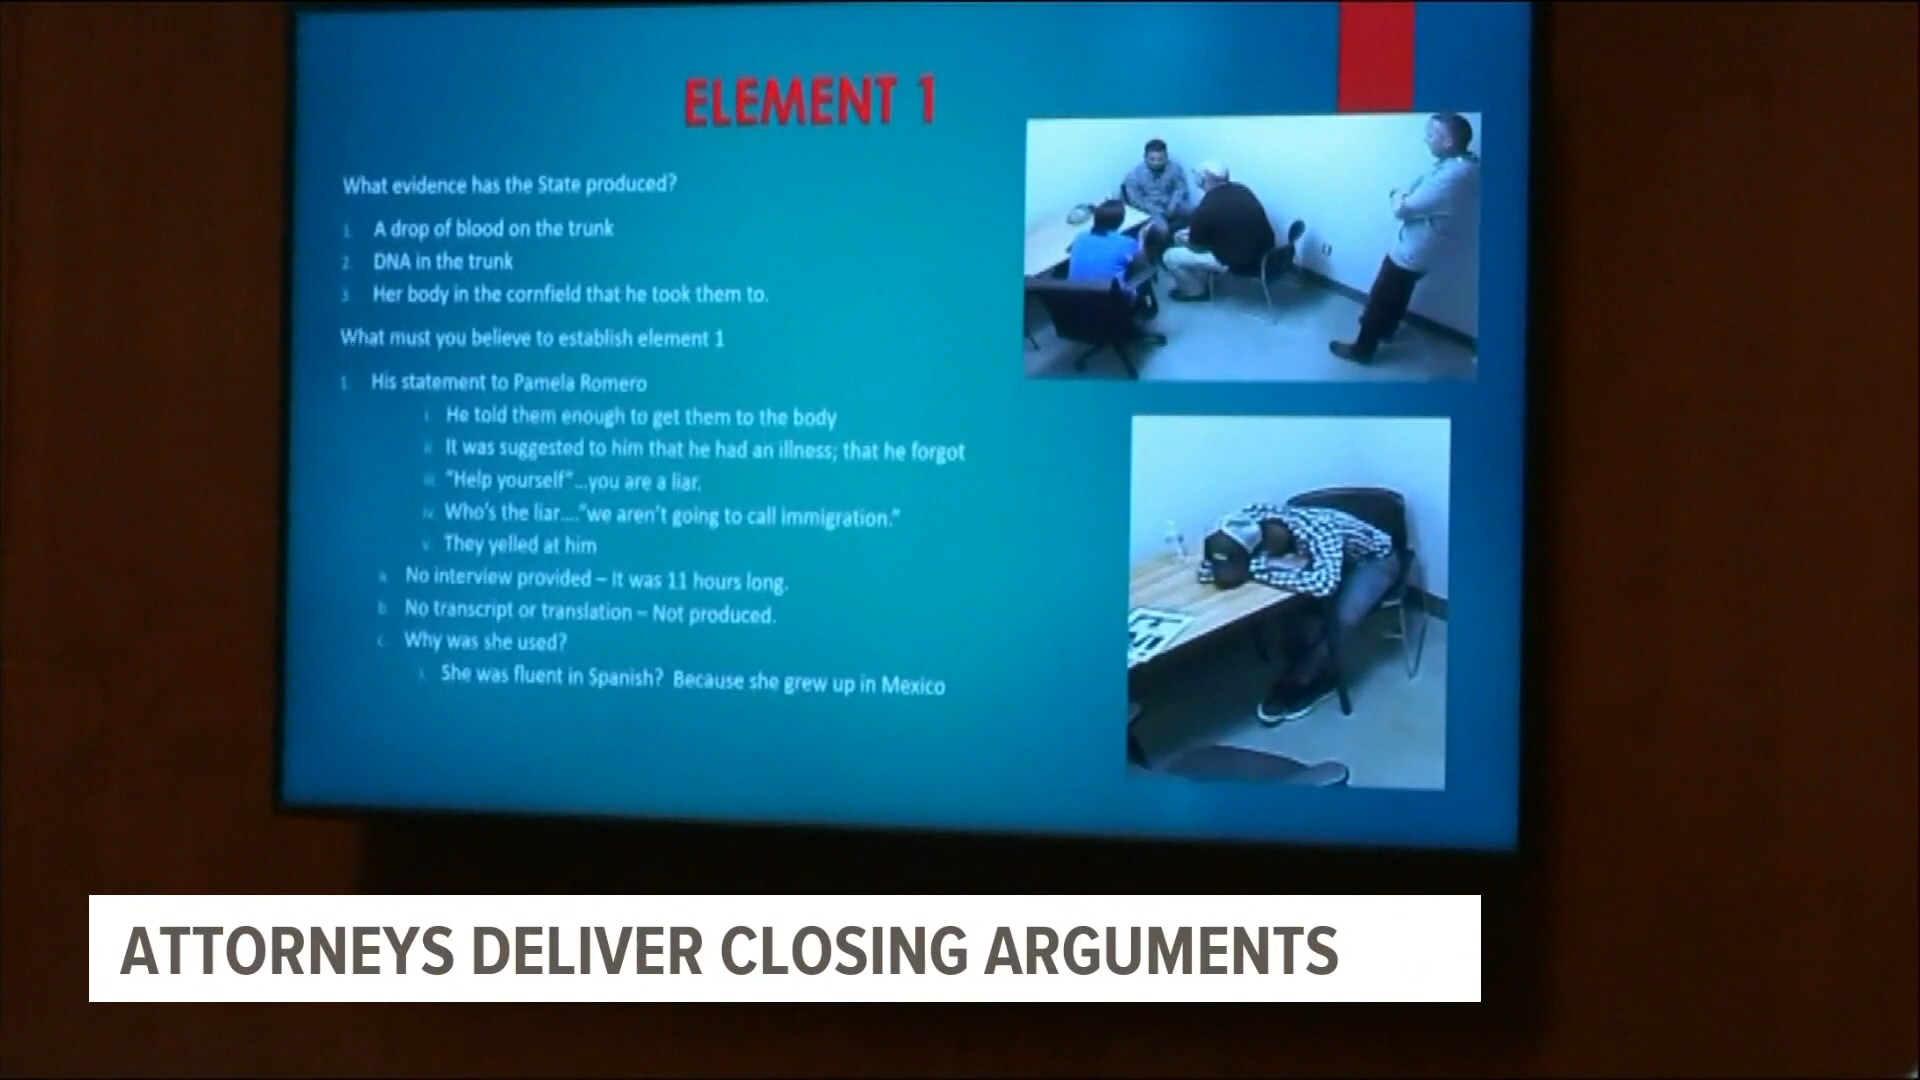 ELEMENT 1
What evidence has the State produced?
1. A drop of blood on the trunk
2. DNA in the trunk
3. Her body in the cornfield that he took them to.
What must you believe to establish element 1
1. His statement to Pamela Romero
i. He told them enough to get them to the body
ii. It was suggested to him that he had an illness; that he forgot
iii. "Help yourself"...you are a liar.
iv. Who's the liar...."we aren't going to call immigration."
v. They yelled at him
a. No interview provided – It was 11 hours long.
b. No transcript or translation – Not produced.
c. Why was she used?
i. She was fluent in Spanish? Because she grew up in Mexico
ATTORNEYS DELIVER CLOSING ARGUMENTS